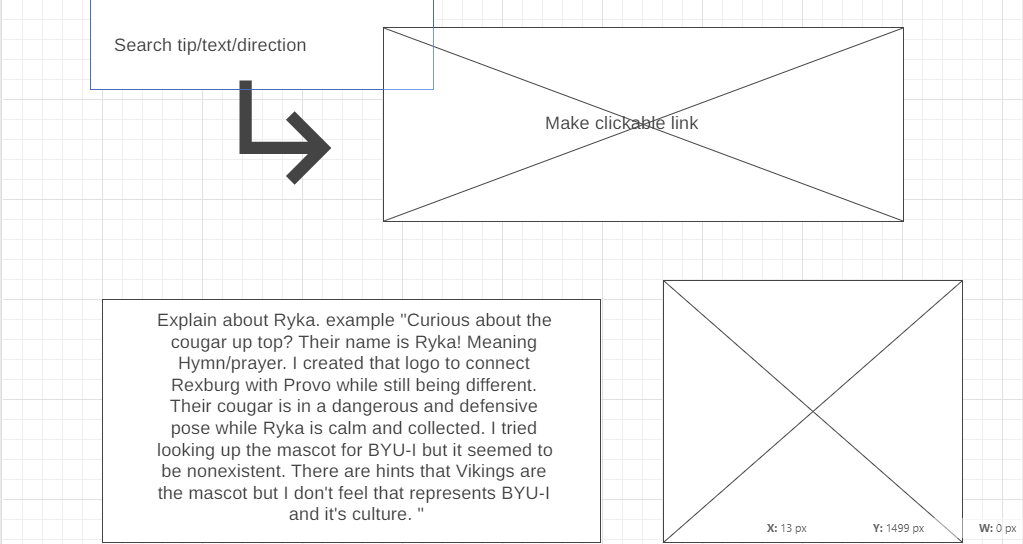 Search tip/text/direction
Make clickable link
Explain about Ryka. example "Curious about the
cougar up top? Their name is Ryka! Meaning
Hymn/prayer. I created that logo to connect
Rexburg with Provo while still being different.
Their cougar is in a dangerous and defensive
pose while Ryka is calm and collected. I tried
looking up the mascot for BYU-I but it seemed to
be nonexistent. There are hints that Vikings are
the mascot but I don't feel that represents BYU-I
and it's culture. "
X: 13 px Y: 1499 px W: 0 px